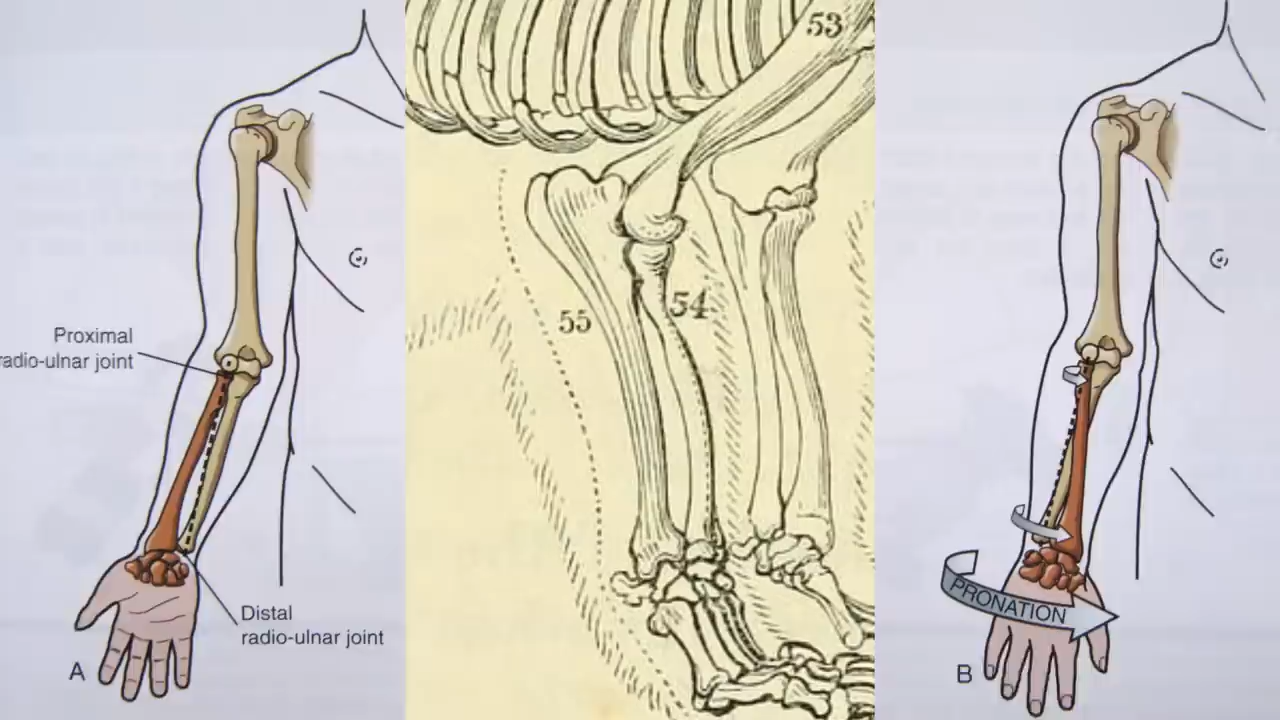 53
Proximal
radio-ulnar joint
54
55
Distal
radio-ulnar joint
A
PRONATION
B